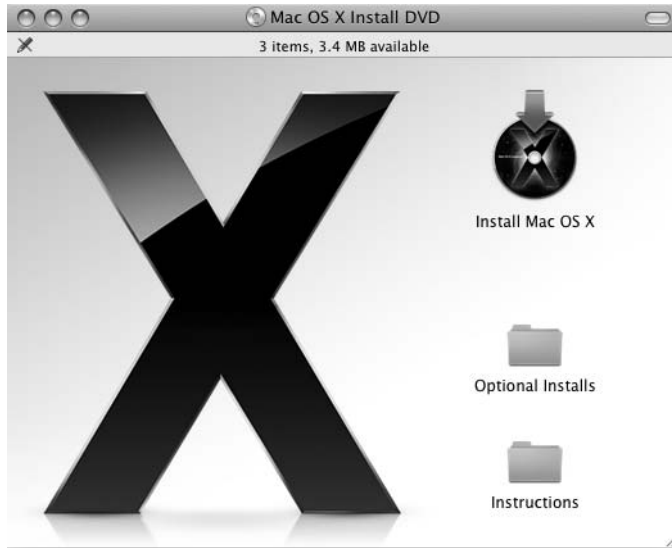 Mac OS X Install DVD
3 items, 3.4 MB available
X
Install Mac OS X
Optional Installs
Instructions